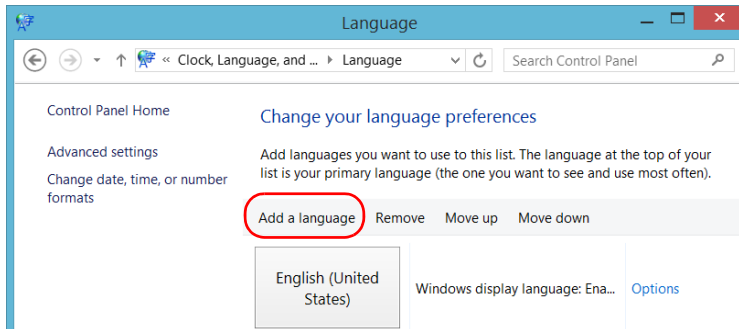 Language
« Clock, Language, and ... ▸ Language
Search Control Panel
Control Panel Home
Advanced settings
Change date, time, or number
formats
Change your language preferences
Add languages you want to use to this list. The language at the top of your
list is your primary language (the one you want to see and use most often).
Add a language Remove Move up Move down
English (United
States)
Windows display language: Ena...
Options